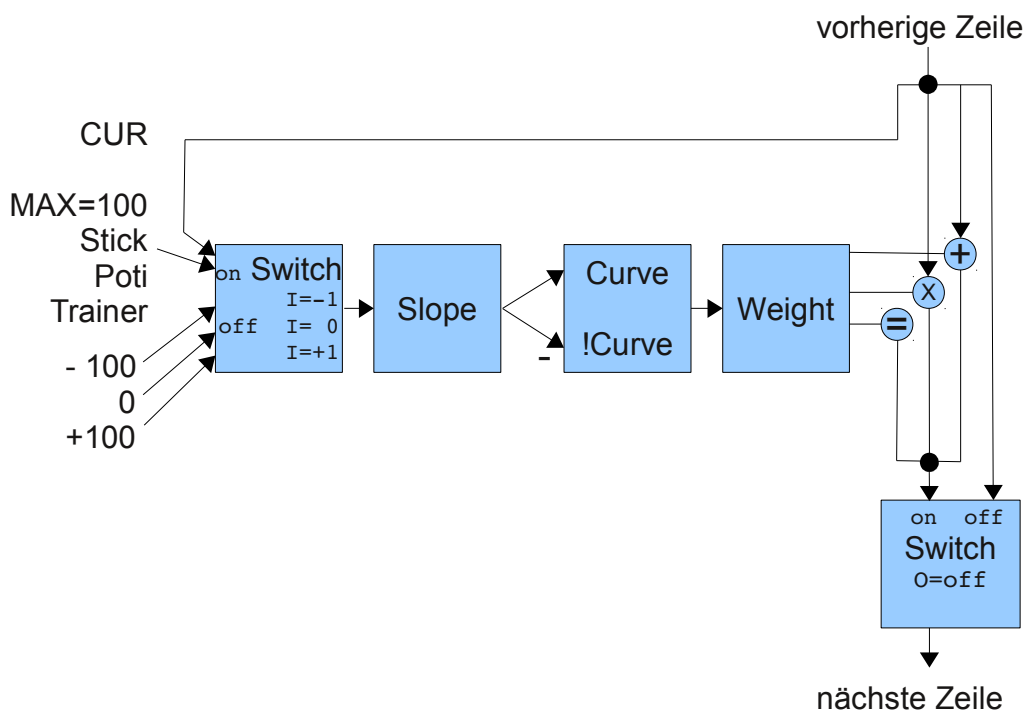 vorherige Zeile
CUR
MAX=100
Stick
Poti
Trainer
- 100
0
+100
on Switch
I=-1
off I= 0
I=+1
Slope
-
Curve
!Curve
Weight
+
X
=
on off
Switch
O=off
nächste Zeile